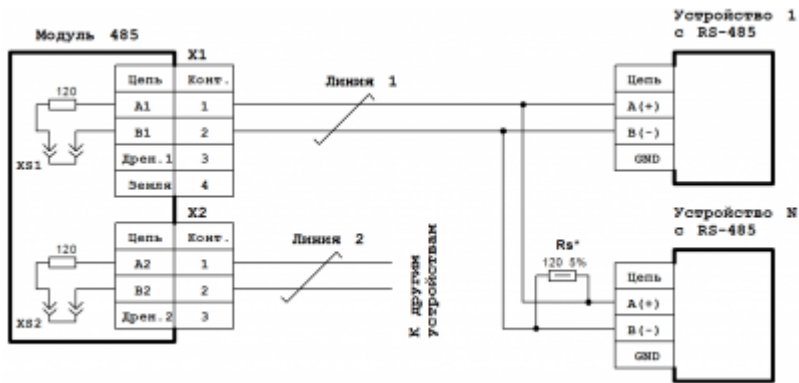 Модуль 485
X1
Цепь Конт.
120
A1 1
B1 2
Дрен.1 3
XS1
Земля 4
X2
Цепь Конт.
120
A2 1
B2 2
Дрен.2 3
XS2
Линия 1
Линия 2
К другим
устройствам
Устройство 1
с RS-485
Цепь
A(+)
B(-)
GND
Устройство N
с RS-485
Rs*
120 5%
Цепь
A(+)
B(-)
GND